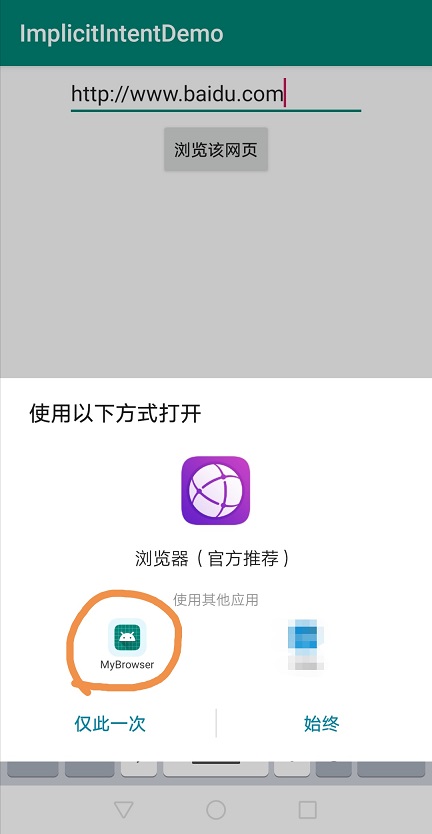 ImplicitIntentDemo
http://www.baidu.com
浏览该网页
使用以下方式打开
浏览器（官方推荐）
使用其他应用
MyBrowser
仅此一次
始终